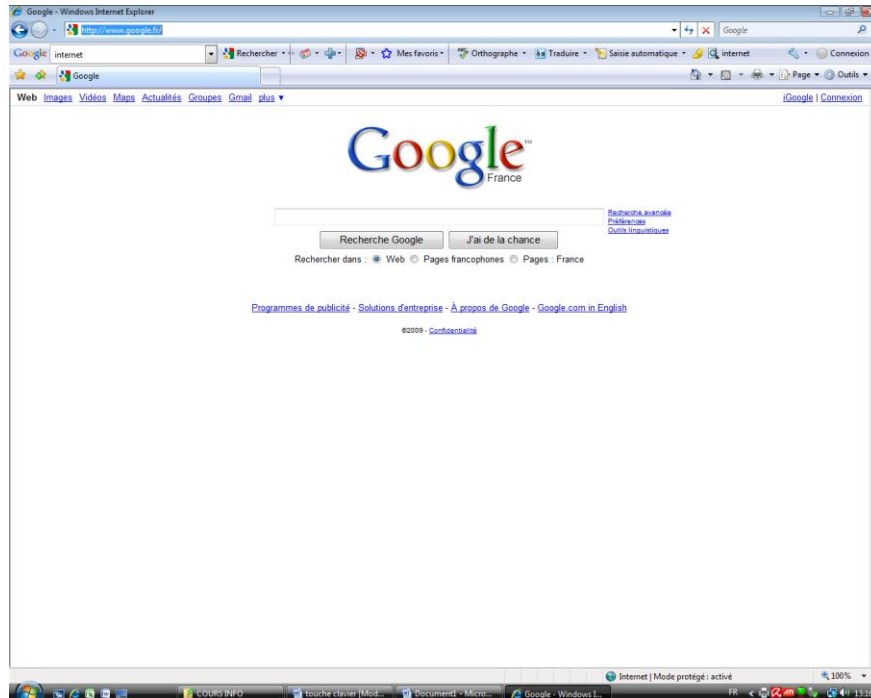 Google - Windows Internet Explorer
http://www.google.fr/ Google
Google internet Rechercher Mes favoris Orthographe Traduire Saisie automatique internet Connexion
Google Page Outils
Web Images Vidéos Maps Actualités Groupes Gmail plus ▼ iGoogle | Connexion
Google™
France
Recherche avancée
Préférences
Outils linguistiques
Recherche Google J'ai de la chance
Rechercher dans : Web Pages francophones Pages : France
Programmes de publicité - Solutions d'entreprise - À propos de Google - Google.com in English
©2009 - Confidentialité
Internet | Mode protégé : activé 100%
COURS INFO touche clavier [Mod... Document1 - Micro... Google - Windows I... FR